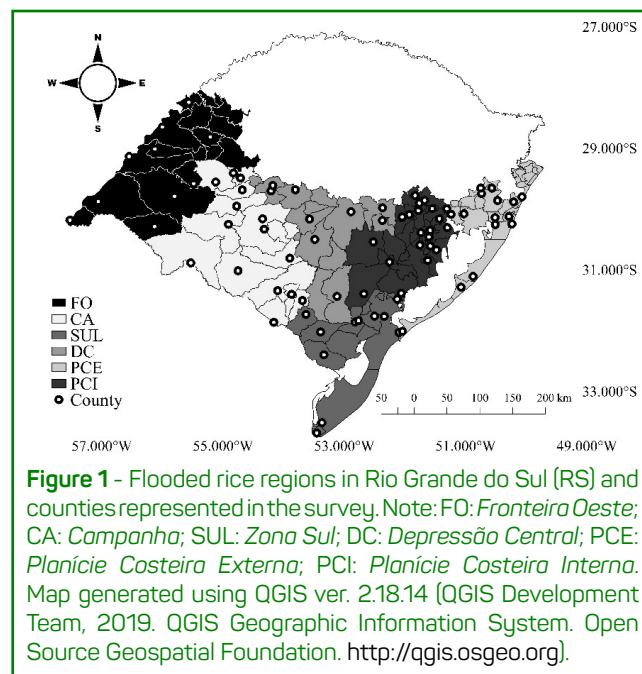 27.000°S
N
W E
S
29.000°S
31.000°S
FO
CA
SUL
DC
PCE
PCI
County
50 0 50 100 150 200 km
33.000°S
57.000°W 55.000°W 53.000°W 51.000°W 49.000°W
Figure 1 - Flooded rice regions in Rio Grande do Sul (RS) and
counties represented in the survey. Note: FO: Fronteira Oeste;
CA: Campanha; SUL: Zona Sul; DC: Depressão Central; PCE:
Planície Costeira Externa; PCI: Planície Costeira Interna.
Map generated using QGIS ver. 2.18.14 (QGIS Development
Team, 2019. QGIS Geographic Information System. Open
Source Geospatial Foundation. http://qgis.osgeo.org).